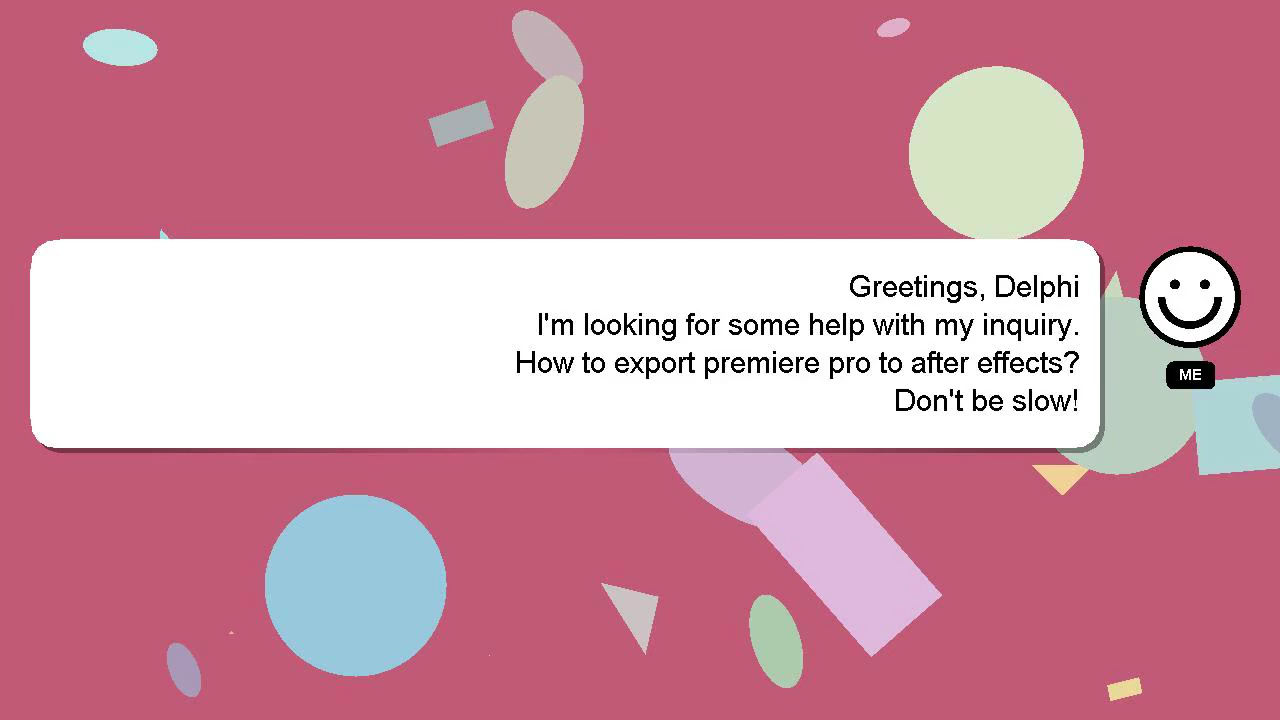 Greetings, Delphi
I'm looking for some help with my inquiry.
How to export premiere pro to after effects?
Don't be slow!
ME